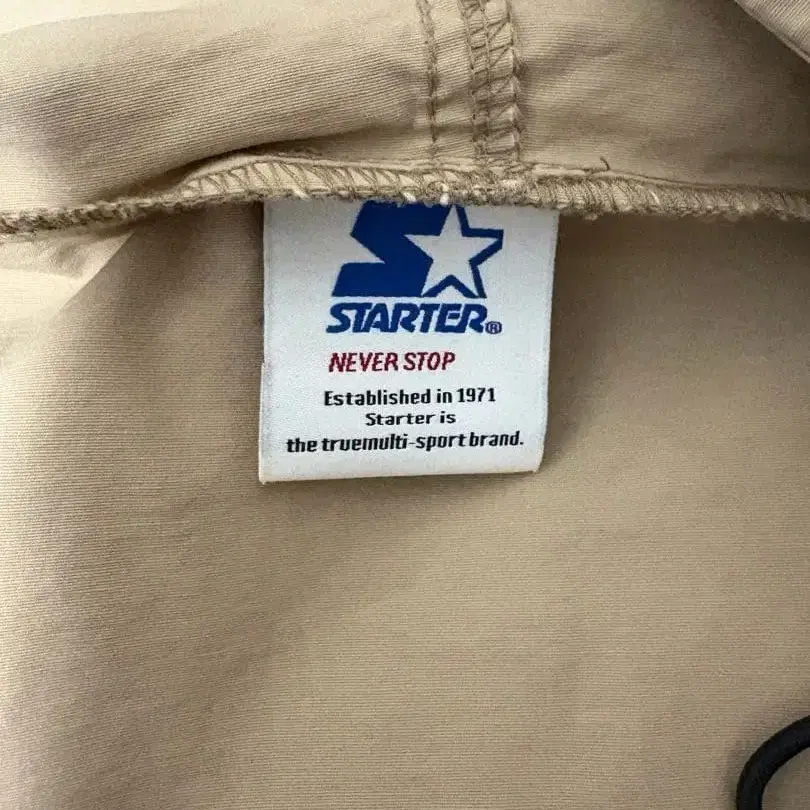 STARTER®
NEVER STOP
Established in 1971
Starter is
the truemulti-sport brand.